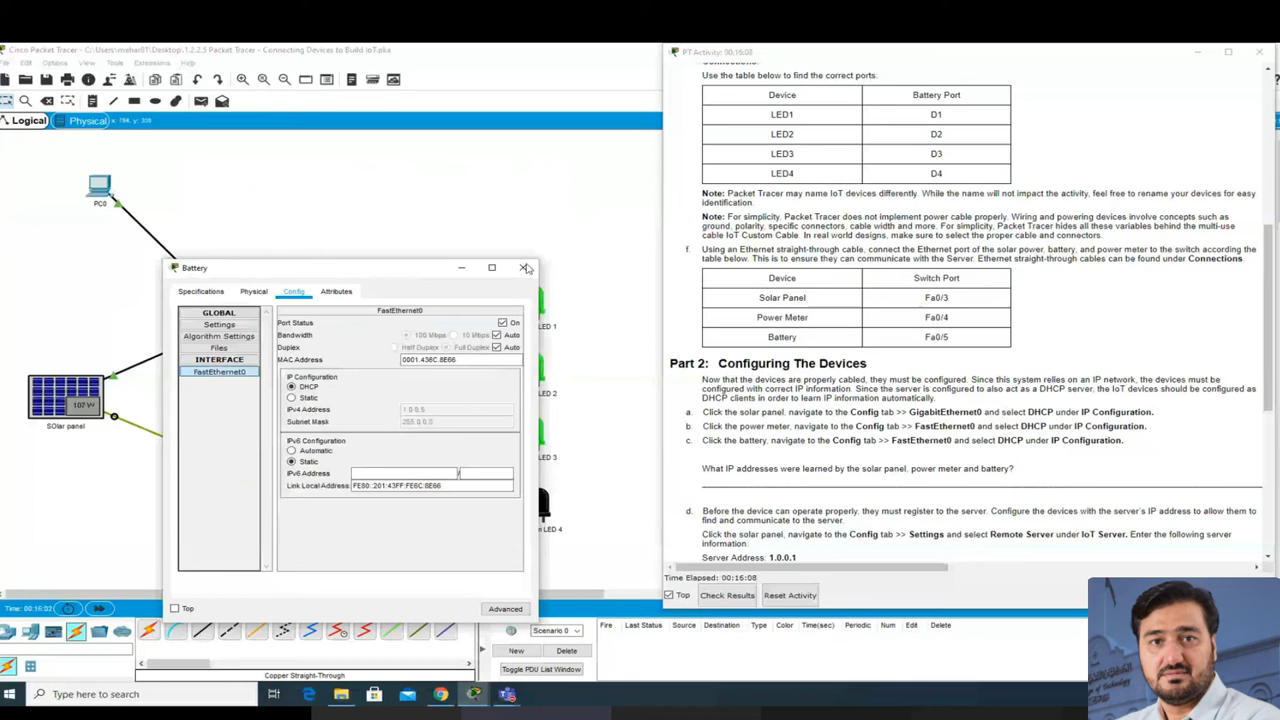 Cisco Packet Tracer - C:\Users\meharBT\Desktop\1.2.2.5 Packet Tracer - Connecting Devices to Build IoT.pka
File Edit Options View Tools Extensions Help
Logical Physical x: 784, y: 339
PC0
SOlar panel
107 W
LED 1
LED 2
LED 3
LED 4
Battery
Specifications Physical Config Attributes
GLOBAL
Settings
Algorithm Settings
Files
INTERFACE
FastEthernet0
FastEthernet0
Port Status On
Bandwidth 100 Mbps 10 Mbps Auto
Duplex Half Duplex Full Duplex Auto
MAC Address 0001.436C.8E66
IP Configuration
DHCP
Static
IPv4 Address 1.0.0.5
Subnet Mask 255.0.0.0
IPv6 Configuration
Automatic
Static
IPv6 Address /
Link Local Address: FE80::201:43FF:FE6C:8E66
Top
Advanced
Time: 00:16:02
Scenario 0
New Delete
Toggle PDU List Window
Copper Straight-Through
Fire Last Status Source Destination Type Color Time(sec) Periodic Num Edit Delete
Type here to search
PT Activity: 00:16:08
Connections.
Use the table below to find the correct ports:
Device Battery Port
LED1 D1
LED2 D2
LED3 D3
LED4 D4
Note: Packet Tracer may name IoT devices differently. While the name will not impact the activity, feel free to rename your devices for easy
identification.
Note: For simplicity, Packet Tracer does not implement power cable properly. Wiring and powering devices involve concepts such as
ground, polarity, specific connectors, cable width and more. For simplicity, Packet Tracer hides all these variables behind the multi-use
cable IoT Custom Cable. In real world designs, make sure to select the proper cable and connectors.
f. Using an Ethernet straight-through cable, connect the Ethernet port of the solar power, battery, and power meter to the switch according the
table below. This is to ensure they can communicate with the Server. Ethernet straight-through cables can be found under Connections
Device Switch Port
Solar Panel Fa0/3
Power Meter Fa0/4
Battery Fa0/5
Part 2: Configuring The Devices
Now that the devices are properly cabled, they must be configured. Since this system relies on an IP network, the devices must be
configured with correct IP information. Since the server is configured to also act as a DHCP server, the IoT devices should be configured as
DHCP clients in order to learn IP information automatically.
a. Click the solar panel, navigate to the Config tab >> GigabitEthernet0 and select DHCP under IP Configuration.
b. Click the power meter, navigate to the Config tab >> FastEthernet0 and select DHCP under IP Configuration.
c. Click the battery, navigate to the Config tab >> FastEthernet0 and select DHCP under IP Configuration.
What IP addresses were learned by the solar panel, power meter and battery?
d. Before the device can operate properly, they must register to the server. Configure the devices with the server's IP address to allow them to
find and communicate to the server.
Click the solar panel, navigate to the Config tab >> Settings and select Remote Server under IoT Server. Enter the following server
information:
Server Address: 1.0.0.1
Time Elapsed: 00:16:08
Top Check Results Reset Activity